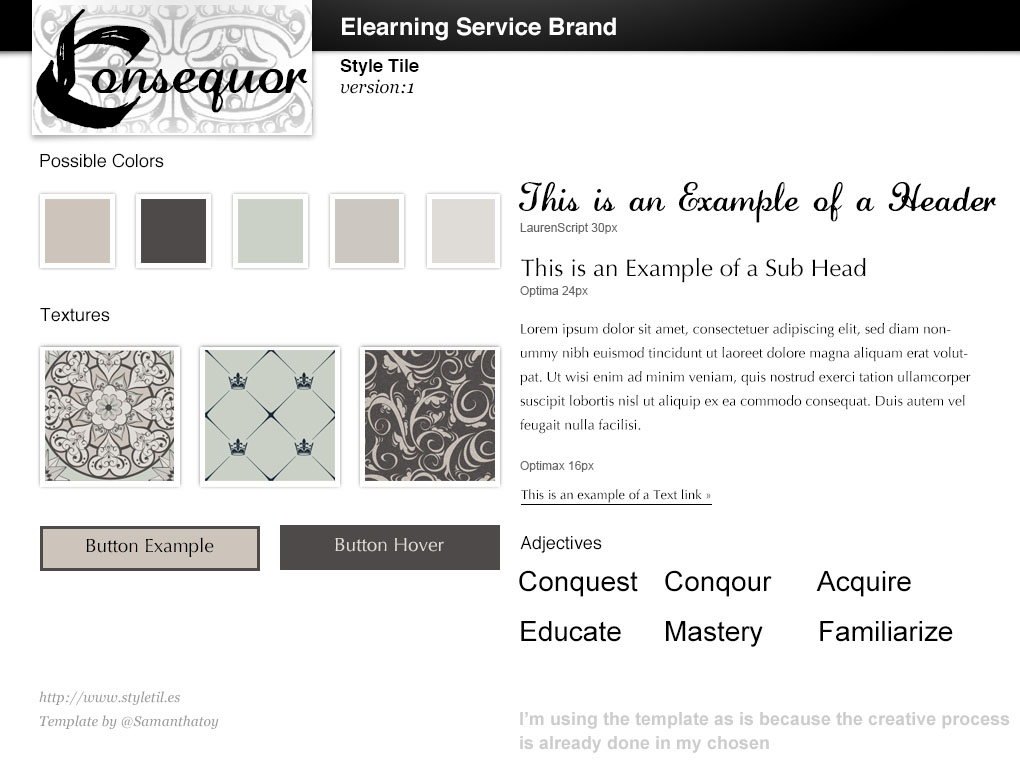 Consequor
Elearning Service Brand
Style Tile
version:1
Possible Colors
Textures
Button Example
Button Hover
http://www.styletil.es
Template by @Samanthatoy
This is an Example of a Header
LaurenScript 30px
This is an Example of a Sub Head
Optima 24px
Lorem ipsum dolor sit amet, consectetuer adipiscing elit, sed diam non-
ummy nibh euismod tincidunt ut laoreet dolore magna aliquam erat volut-
pat. Ut wisi enim ad minim veniam, quis nostrud exerci tation ullamcorper
suscipit lobortis nisl ut aliquip ex ea commodo consequat. Duis autem vel
feugait nulla facilisi.
Optimax 16px
This is an example of a Text link »
Adjectives
Conquest Conqour Acquire
Educate Mastery Familiarize
I’m using the template as is because the creative process
is already done in my chosen